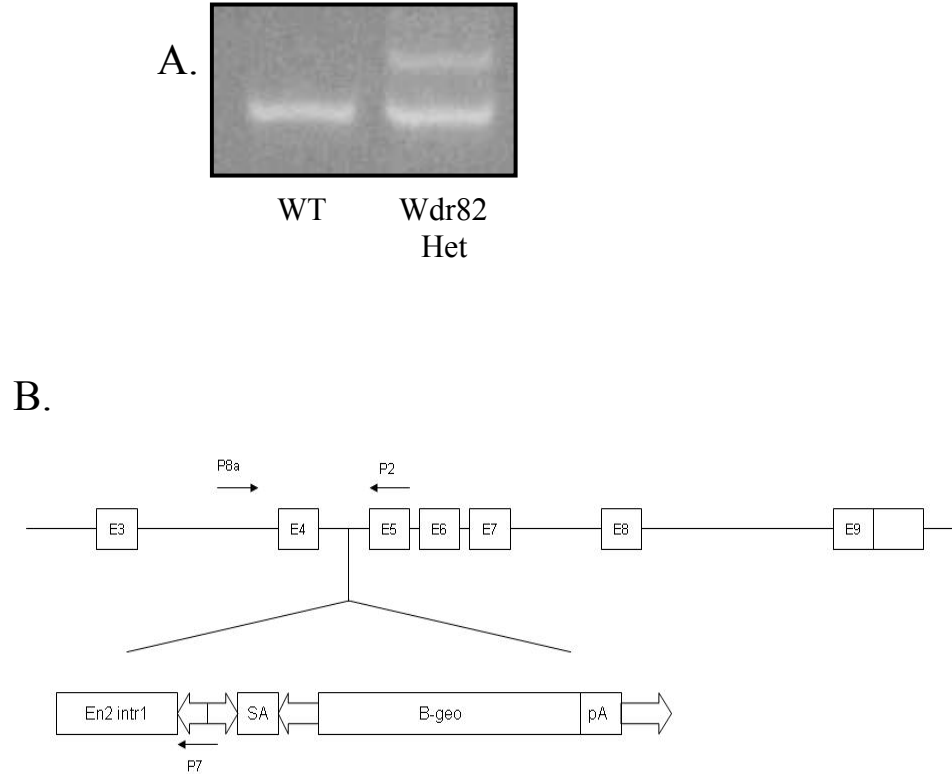 A.
WT Wdr82
Het
B.
P8a P2
E3 E4 E5 E6 E7 E8 E9
En2 intr1 SA B-geo pA
P7